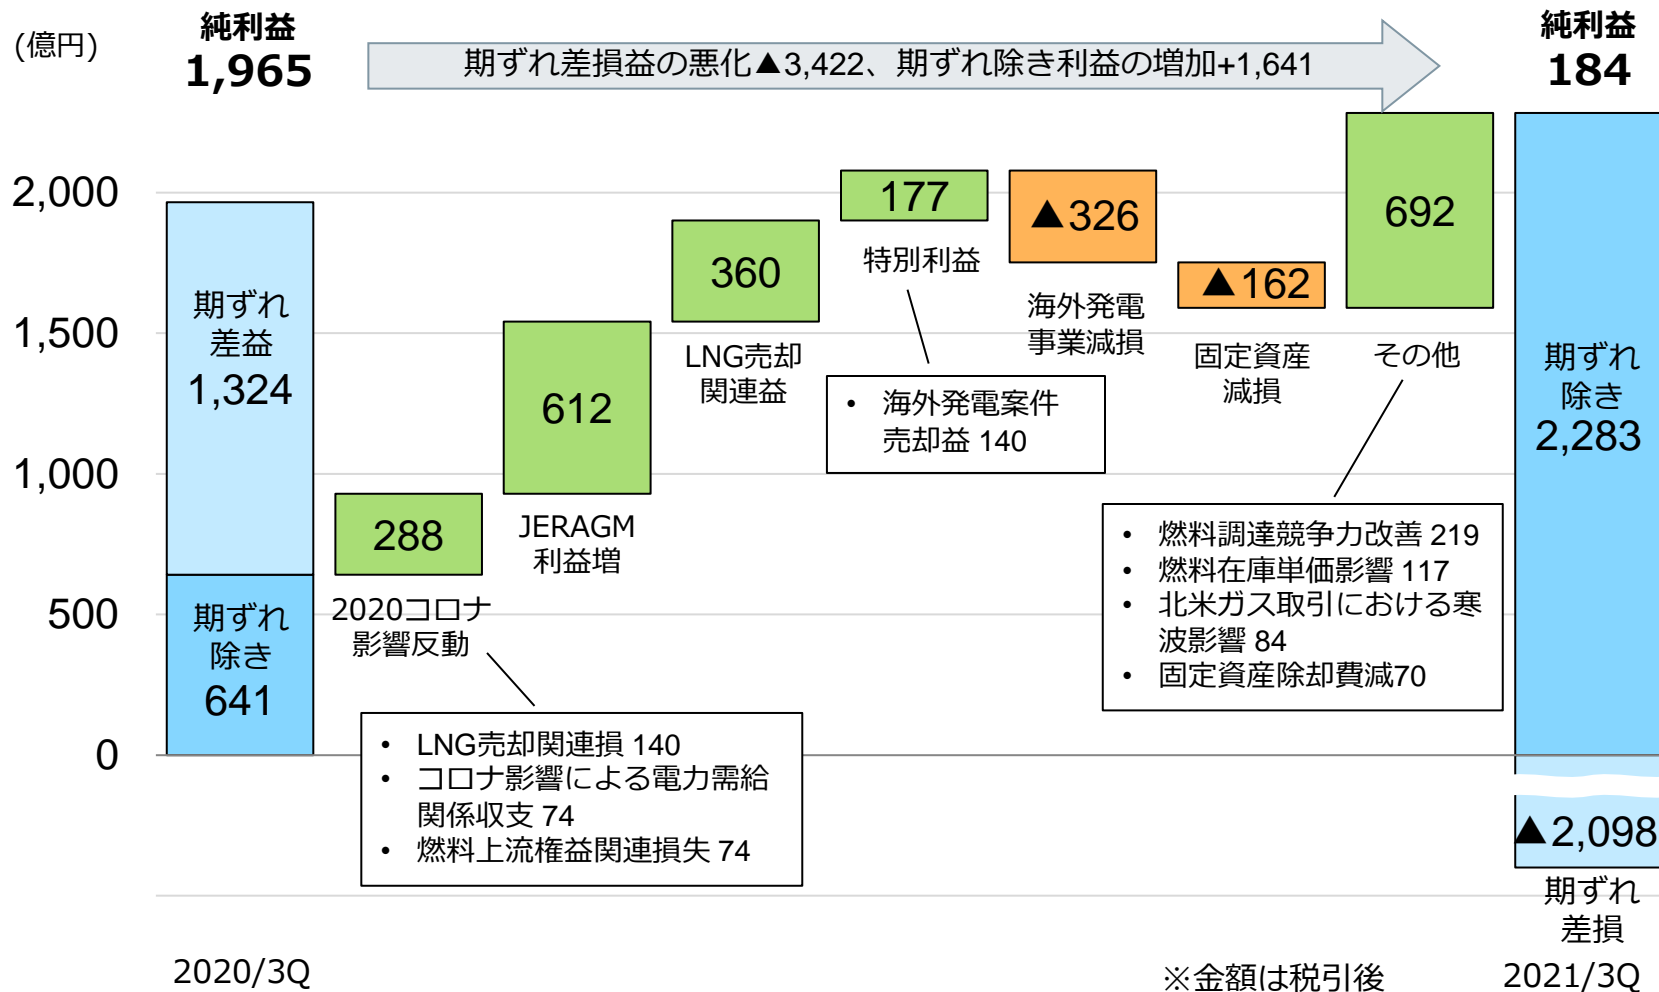 (億円)
純利益
1,965
期ずれ差損益の悪化▲3,422、期ずれ除き利益の増加+1,641
純利益
184
2,000
1,500
1,000
500
0
期ずれ
差益
1,324
期ずれ
除き
641
288
2020コロナ
影響反動
• LNG売却関連損 140
• コロナ影響による電力需給
関係収支 74
• 燃料上流権益関連損失 74
612
JERAGM
利益増
360
LNG売却
関連益
177
特別利益
• 海外発電案件
売却益 140
▲326
海外発電
事業減損
▲162
固定資産
減損
692
その他
• 燃料調達競争力改善 219
• 燃料在庫単価影響 117
• 北米ガス取引における寒
波影響 84
• 固定資産除却費減70
期ずれ
除き
2,283
▲2,098
期ずれ
差損
2020/3Q
※金額は税引後
2021/3Q